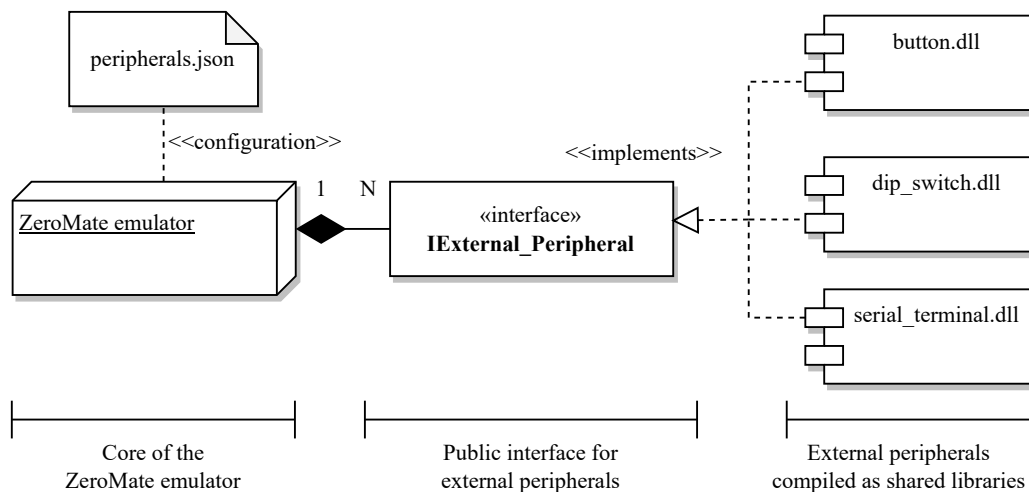 peripherals.json
button.dll
<<configuration>>
<<implements>>
1
N
ZeroMate emulator
«interface»
IExternal_Peripheral
dip_switch.dll
serial_terminal.dll
Core of the
ZeroMate emulator
Public interface for
external peripherals
External peripherals
compiled as shared libraries